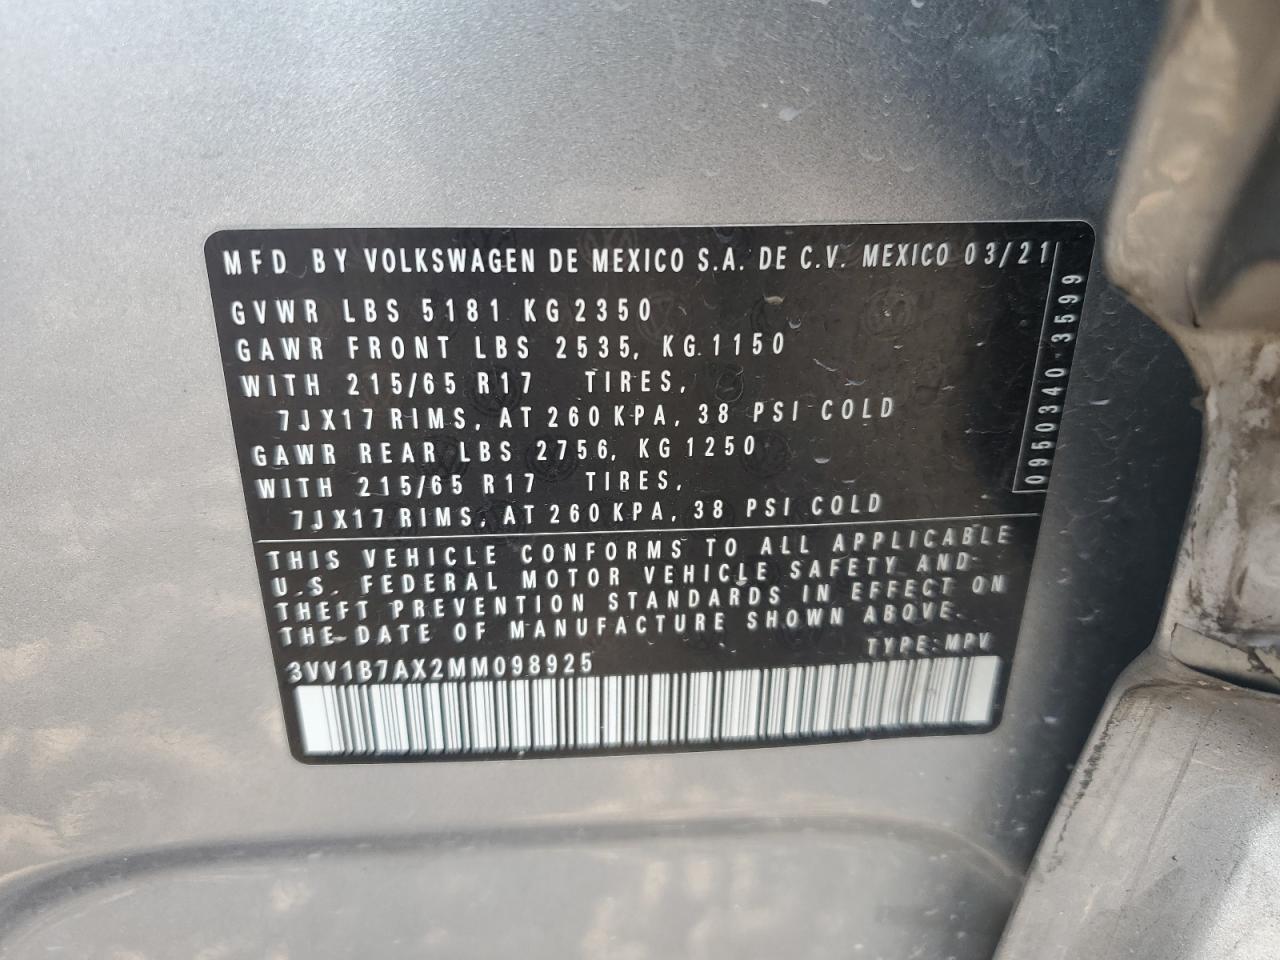 MFD BY VOLKSWAGEN DE MEXICO S.A. DE C.V. MEXICO 03/21
GVWR LBS 5181 KG 2350
GAWR FRONT LBS 2535, KG 1150
WITH 215/65 R17 TIRES,
7JX17 RIMS, AT 260 KPA, 38 PSI COLD
GAWR REAR LBS 2756, KG 1250
WITH 215/65 R17 TIRES,
7JX17 RIMS, AT 260 KPA, 38 PSI COLD
0950340 3599
THIS VEHICLE CONFORMS TO ALL APPLICABLE
U.S. FEDERAL MOTOR VEHICLE SAFETY AND
THEFT PREVENTION STANDARDS IN EFFECT ON
THE DATE OF MANUFACTURE SHOWN ABOVE.
TYPE: MPV
3VV1B7AX2MM098925